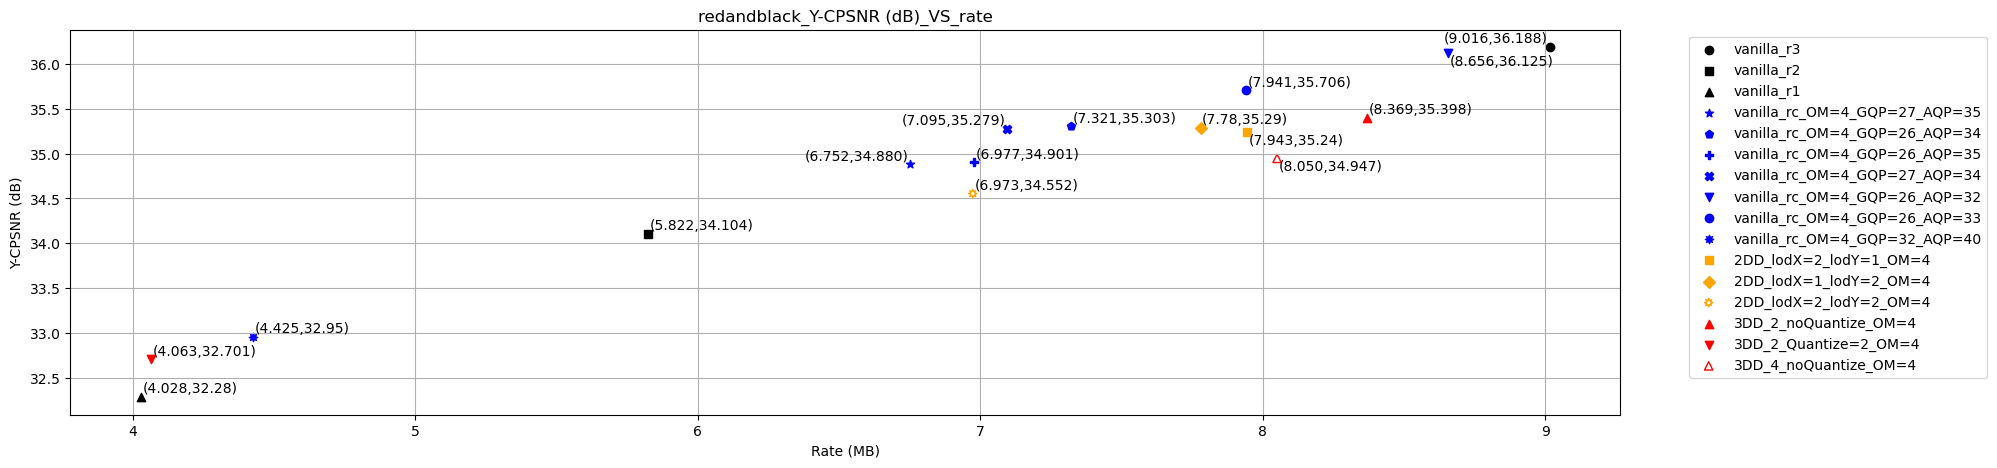 redandblack_Y-CPSNR (dB)_VS_rate
Y-CPSNR (dB)
36.0
35.5
35.0
34.5
34.0
33.5
33.0
32.5
(9.016,36.188)
(8.656,36.125)
(7.941,35.706)
(8.369,35.398)
(7.095,35.279)
(7.321,35.303)
(7.78,35.29)
(7.943,35.24)
(6.752,34.880)
(6.977,34.901)
(8.050,34.947)
(6.973,34.552)
(5.822,34.104)
(4.425,32.95)
(4.063,32.701)
(4.028,32.28)
4
5
6
7
8
9
Rate (MB)
vanilla_r3
vanilla_r2
vanilla_r1
vanilla_rc_OM=4_GQP=27_AQP=35
vanilla_rc_OM=4_GQP=26_AQP=34
vanilla_rc_OM=4_GQP=26_AQP=35
vanilla_rc_OM=4_GQP=27_AQP=34
vanilla_rc_OM=4_GQP=26_AQP=32
vanilla_rc_OM=4_GQP=26_AQP=33
vanilla_rc_OM=4_GQP=32_AQP=40
2DD_lodX=2_lodY=1_OM=4
2DD_lodX=1_lodY=2_OM=4
2DD_lodX=2_lodY=2_OM=4
3DD_2_noQuantize_OM=4
3DD_2_Quantize=2_OM=4
3DD_4_noQuantize_OM=4